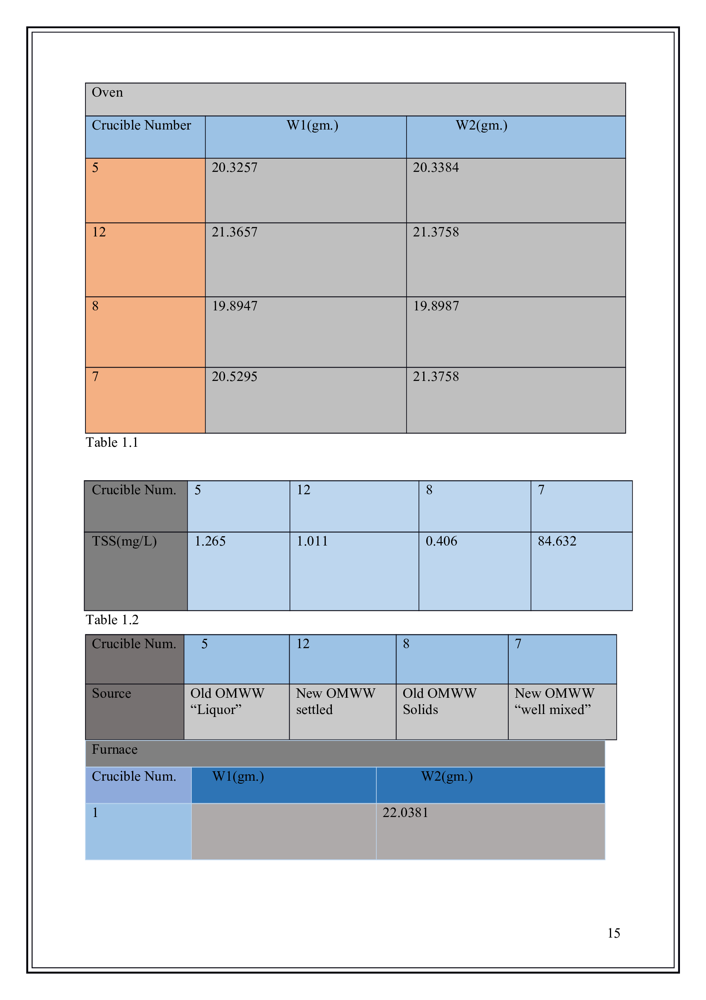 Oven
Crucible Number W1(gm.) W2(gm.)
5 20.3257 20.3384
12 21.3657 21.3758
8 19.8947 19.8987
7 20.5295 21.3758
Table 1.1
Crucible Num. 5 12 8 7
TSS(mg/L) 1.265 1.011 0.406 84.632
Table 1.2
Crucible Num. 5 12 8 7
Source Old OMWW New OMWW Old OMWW New OMWW
“Liquor” settled Solids “well mixed”
Furnace
Crucible Num. W1(gm.) W2(gm.)
1 22.0381
15